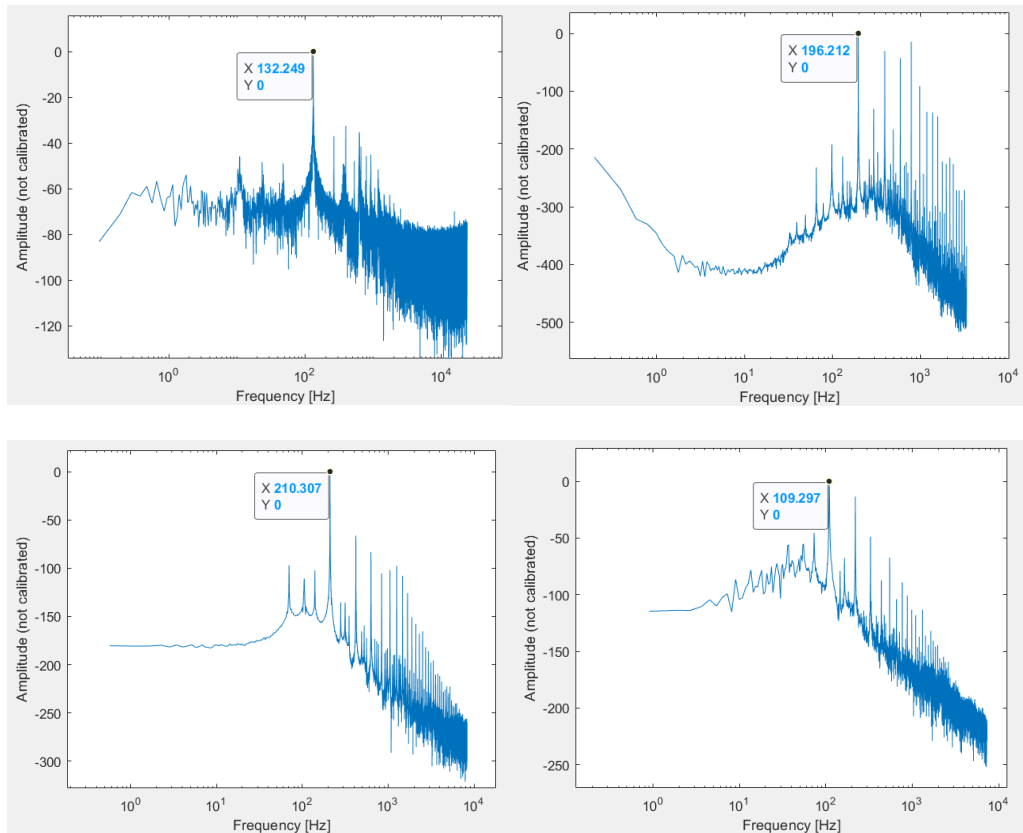 0
-20
-40
-60
-80
-100
-120
Amplitude (not calibrated)
X 132.249
Y 0
10^0
10^2
10^4
Frequency [Hz]
0
-100
-200
-300
-400
-500
Amplitude (not calibrated)
X 196.212
Y 0
10^0
10^1
10^2
10^3
10^4
Frequency [Hz]
0
-50
-100
-150
-200
-250
-300
Amplitude (not calibrated)
X 210.307
Y 0
10^0
10^1
10^2
10^3
10^4
Frequency [Hz]
0
-50
-100
-150
-200
-250
Amplitude (not calibrated)
X 109.297
Y 0
10^0
10^1
10^2
10^3
10^4
Frequency [Hz]